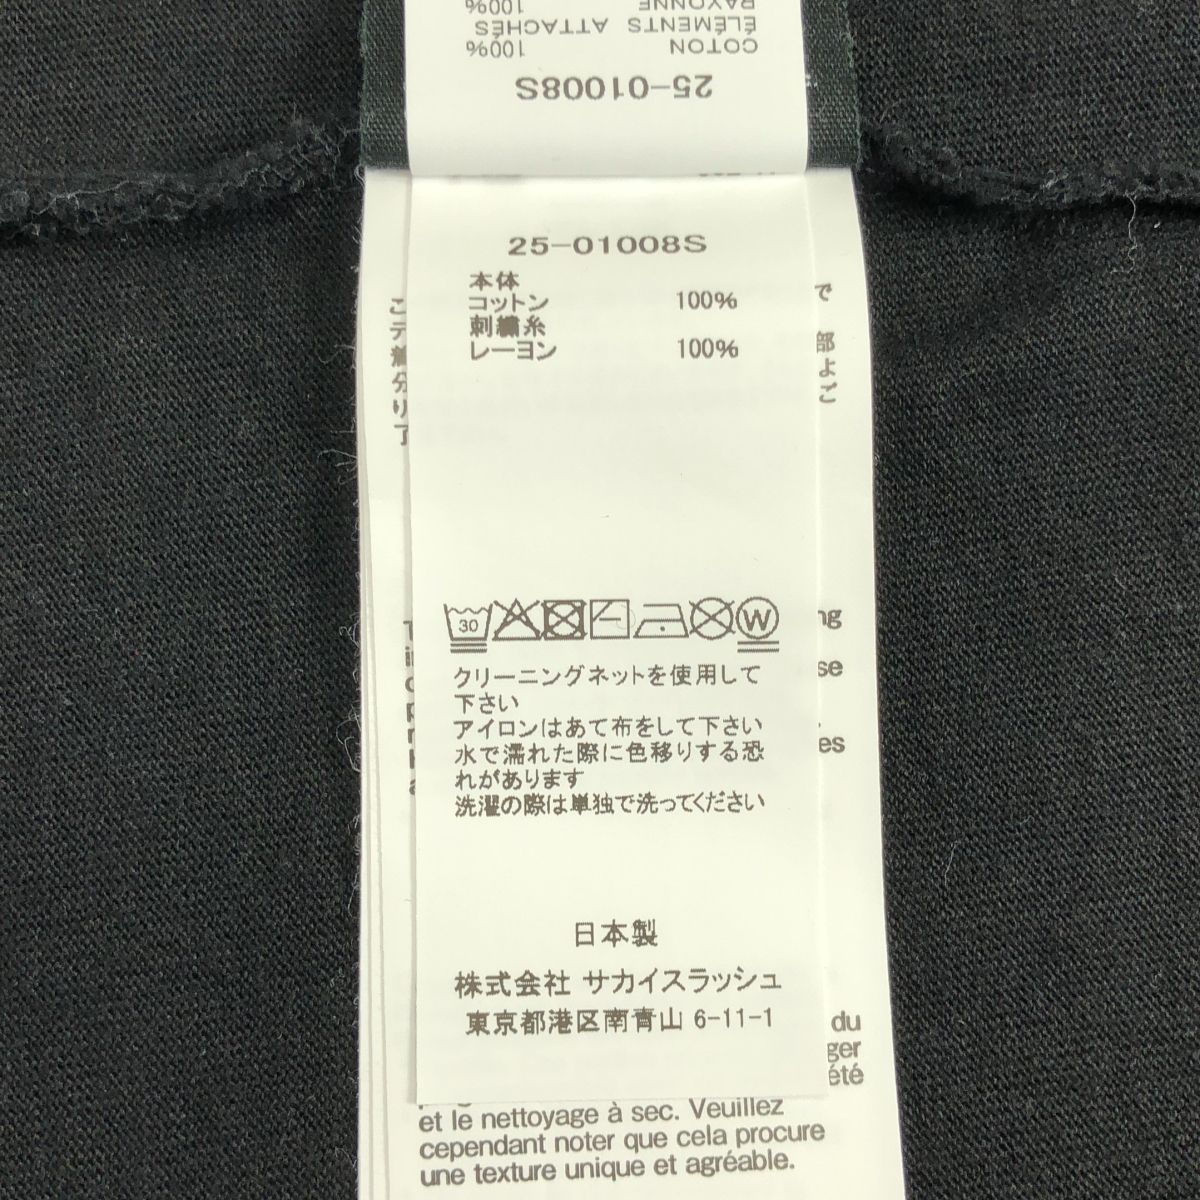 RAYONNE 100%
ÉLÉMENTS ATTACHÉS
COTON 100%
25-01008S
25-01008S
本体
コットン 100%
刺繍糸
レーヨン 100%
で
部
よ
ご
分
り
30
W
クリーニングネットを使用して
下さい
アイロンはあて布をして下さい
水で濡れた際に色移りする恐
れがあります
洗濯の際は単独で洗ってください
ng
se
es
日本製
株式会社 サカイスラッシュ
東京都港区南青山 6-11-1
du
ger
été
et le nettoyage à sec. Veuillez
cependant noter que cela procure
une texture unique et agréable.